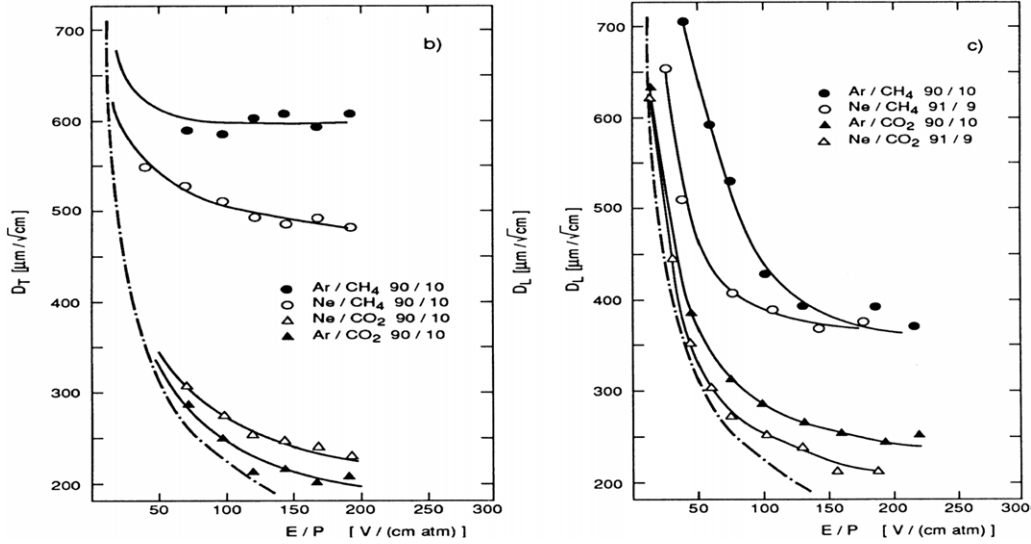 b)
700
600
500
400
300
200
D_T [μm/√cm]
● Ar / CH₄ 90 / 10
○ Ne / CH₄ 90 / 10
△ Ne / CO₂ 90 / 10
▲ Ar / CO₂ 90 / 10
50 100 150 200 250 300
E / P [ V / (cm atm) ]
D_L [μm/√cm]
c)
700
600
500
400
300
200
D_L [μm/√cm]
● Ar / CH₄ 90 / 10
○ Ne / CH₄ 91 / 9
▲ Ar / CO₂ 90 / 10
△ Ne / CO₂ 91 / 9
50 100 150 200 250 300
E / P [ V / (cm atm) ]